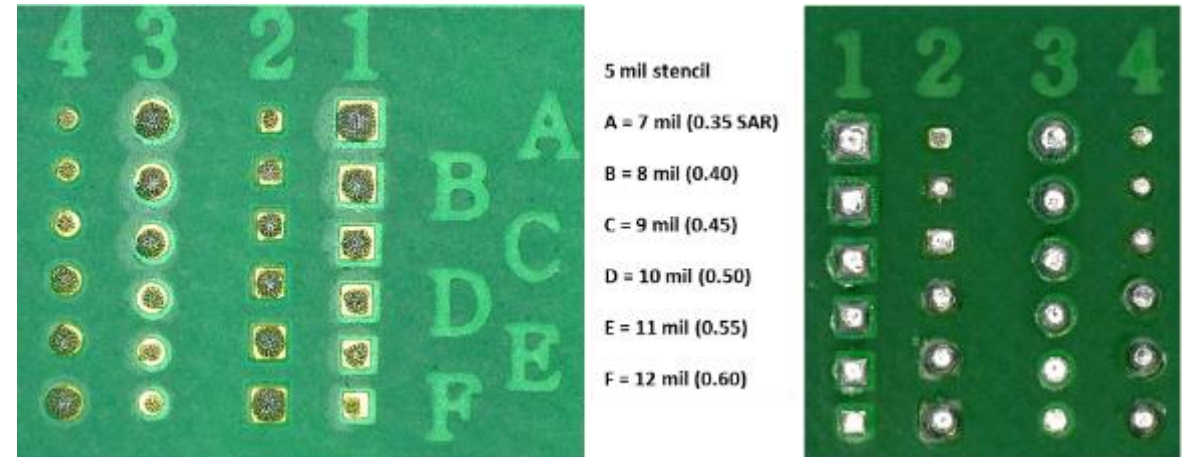 4 3 2 1
A
B
C
D
E
F
5 mil stencil
A = 7 mil (0.35 SAR)
B = 8 mil (0.40)
C = 9 mil (0.45)
D = 10 mil (0.50)
E = 11 mil (0.55)
F = 12 mil (0.60)
1 2 3 4